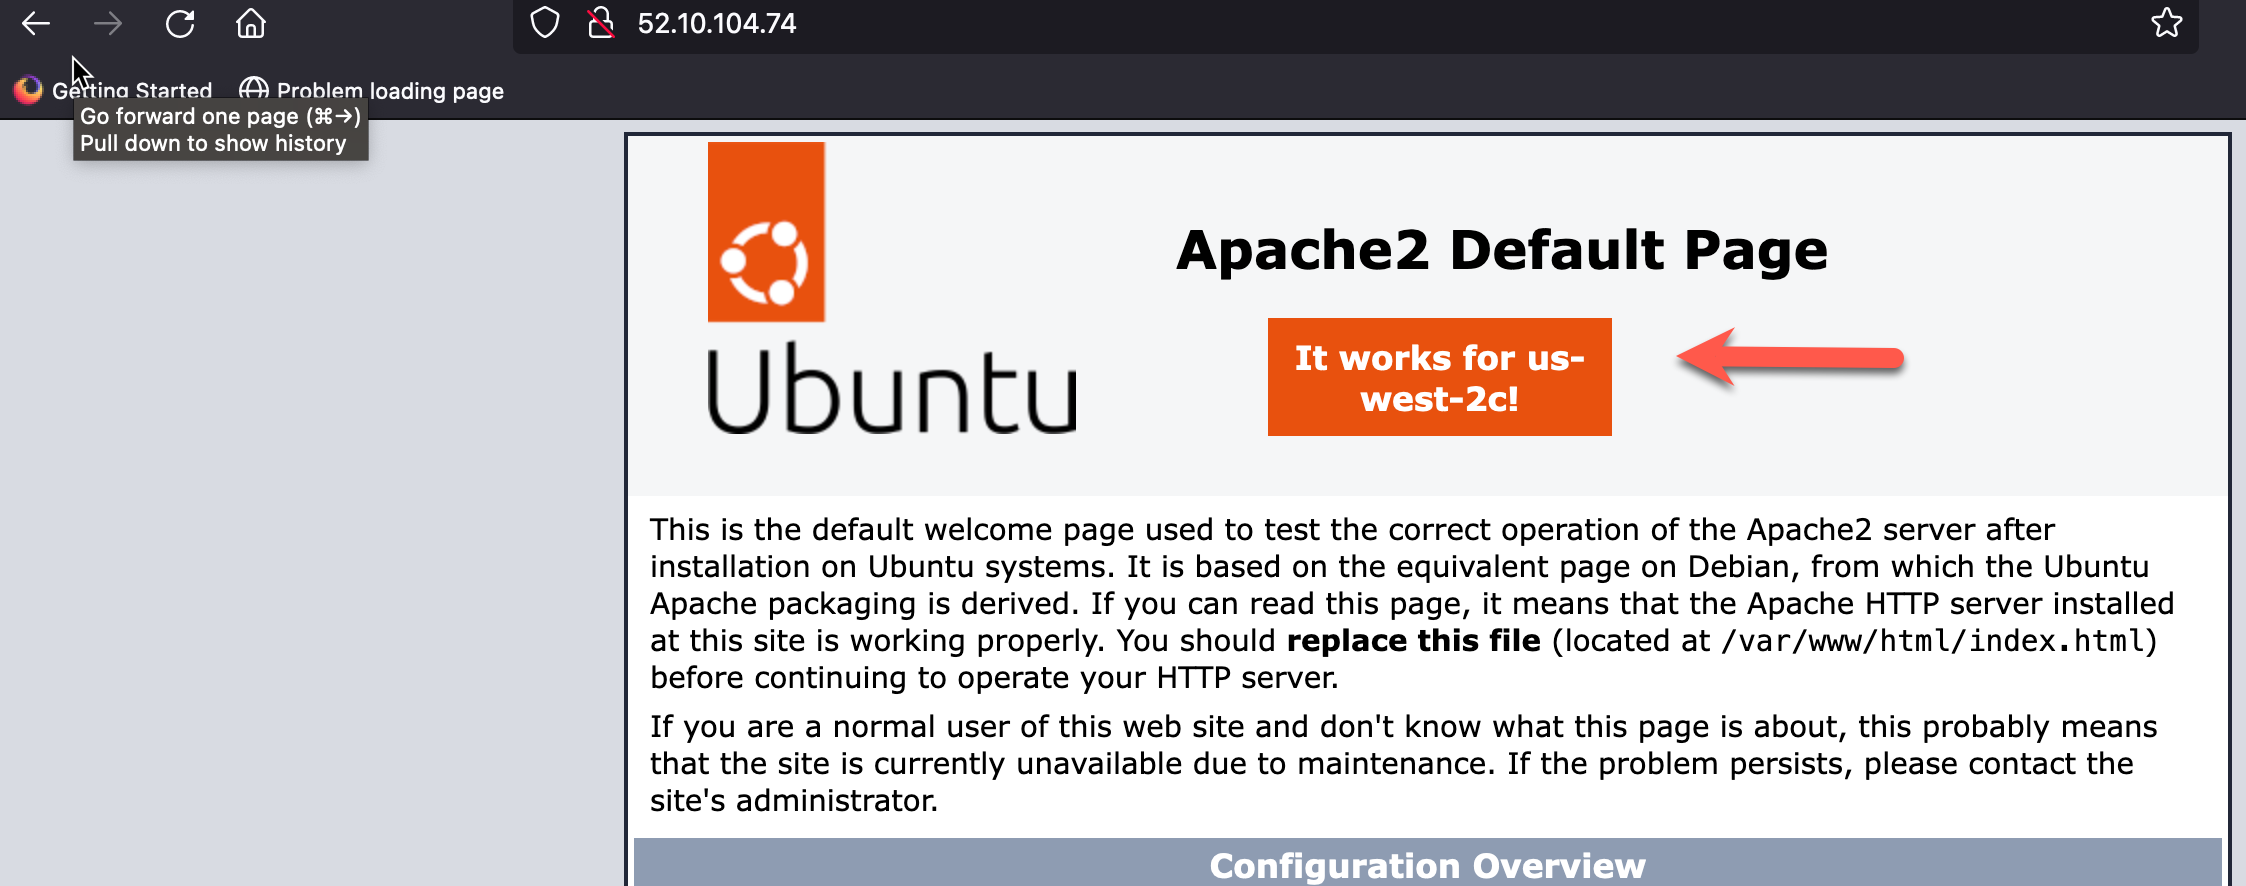 52.10.104.74
Getting Started
Problem loading page
Go forward one page (⌘→)
Pull down to show history
Ubuntu
Apache2 Default Page
It works for us-
west-2c!
This is the default welcome page used to test the correct operation of the Apache2 server after
installation on Ubuntu systems. It is based on the equivalent page on Debian, from which the Ubuntu
Apache packaging is derived. If you can read this page, it means that the Apache HTTP server installed
at this site is working properly. You should replace this file (located at /var/www/html/index.html)
before continuing to operate your HTTP server.
If you are a normal user of this web site and don't know what this page is about, this probably means
that the site is currently unavailable due to maintenance. If the problem persists, please contact the
site's administrator.
Configuration Overview